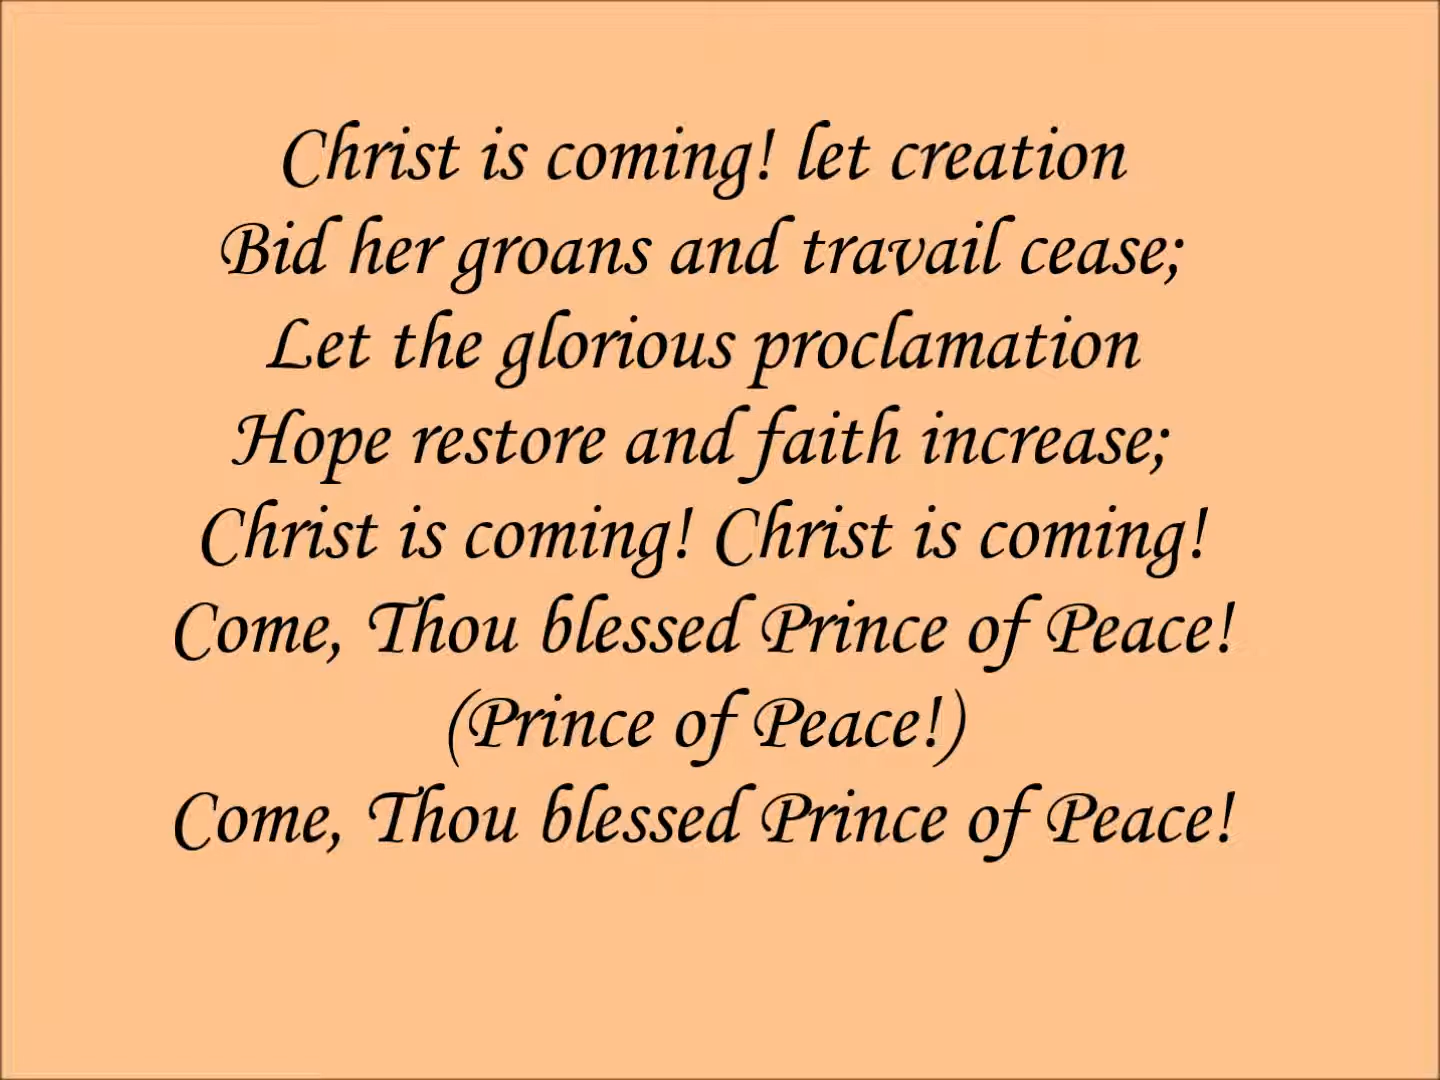 Christ is coming! let creation
Bid her groans and travail cease;
Let the glorious proclamation
Hope restore and faith increase;
Christ is coming! Christ is coming!
Come, Thou blessed Prince of Peace!
(Prince of Peace!)
Come, Thou blessed Prince of Peace!